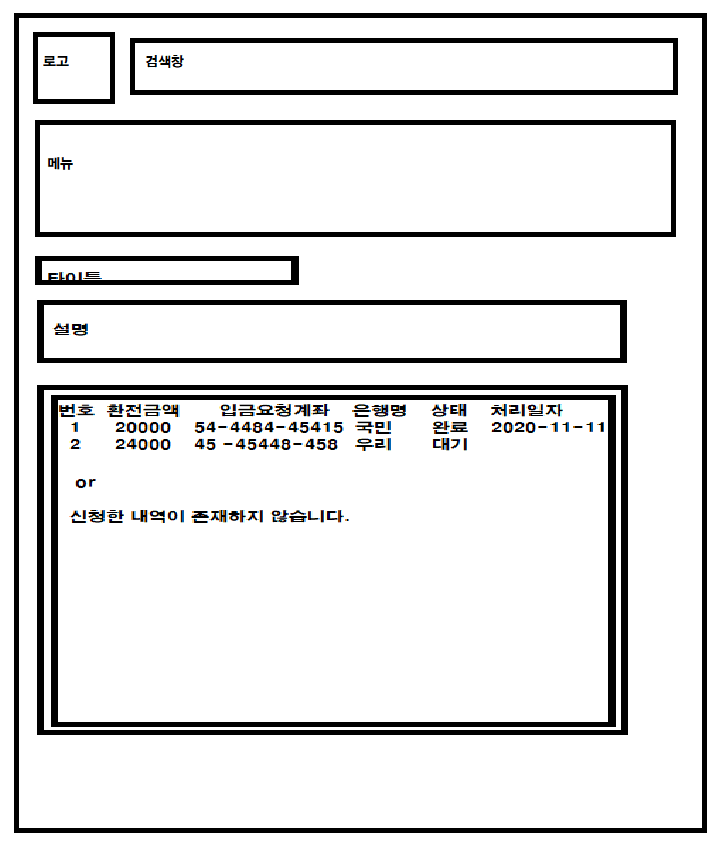 로고
검색창
메뉴
타이틀
설명
번호 환전금액 입금요청계좌 은행명 상태 처리일자
1 20000 54-4484-45415 국민 완료 2020-11-11
2 24000 45 -45448-458 우리 대기
or
신청한 내역이 존재하지 않습니다.